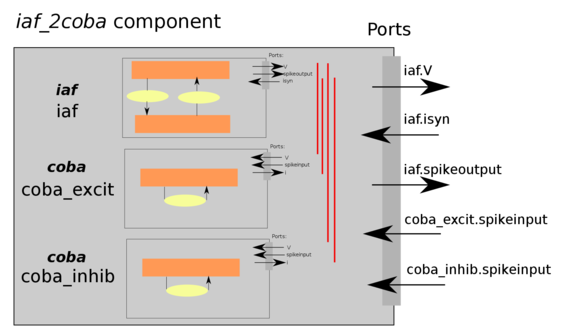 iaf_2coba component
Ports
iaf
iaf
Ports:
V
spikeoutput
isyn
coba
coba_excit
Ports:
V
spikeinput
I
coba
coba_inhib
Ports:
V
spikeinput
I
iaf.V
iaf.isyn
iaf.spikeoutput
coba_excit.spikeinput
coba_inhib.spikeinput